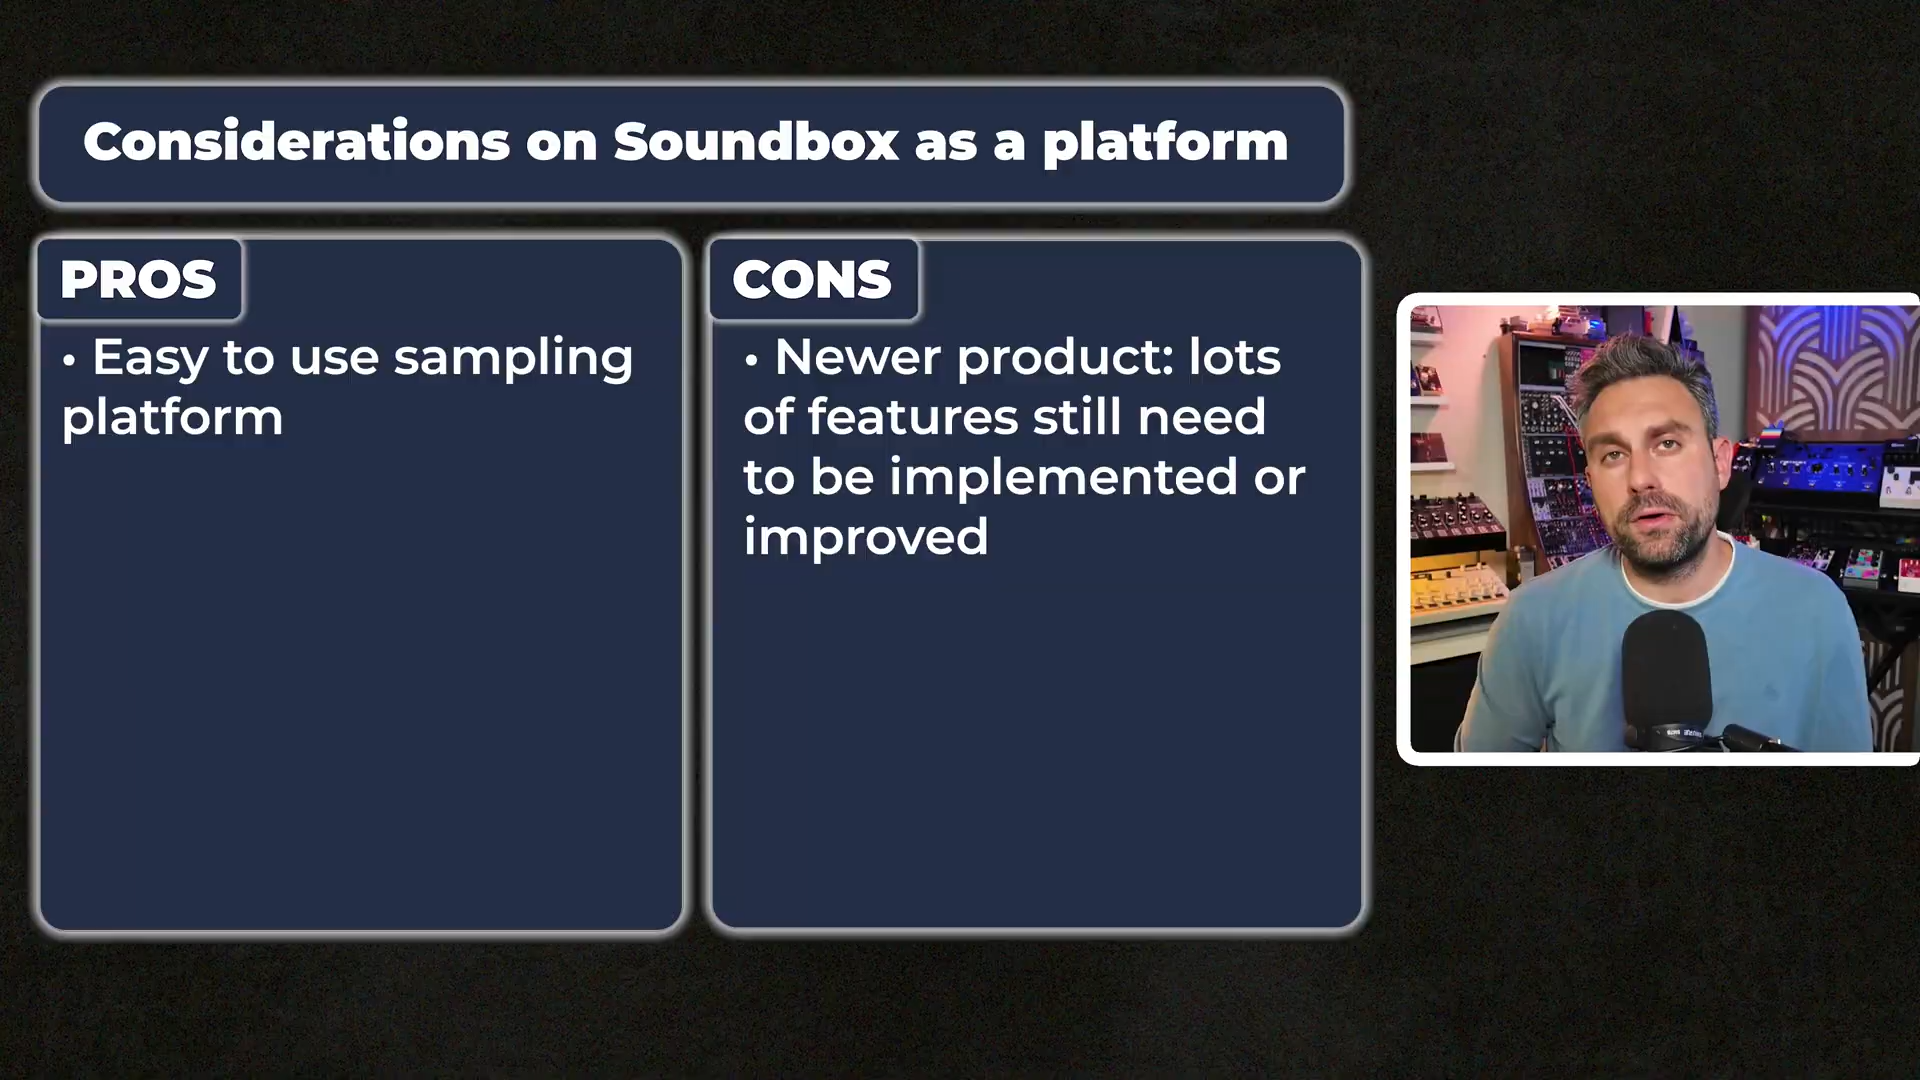 Considerations on Soundbox as a platform
PROS
• Easy to use sampling
platform
CONS
• Newer product: lots
of features still need
to be implemented or
improved